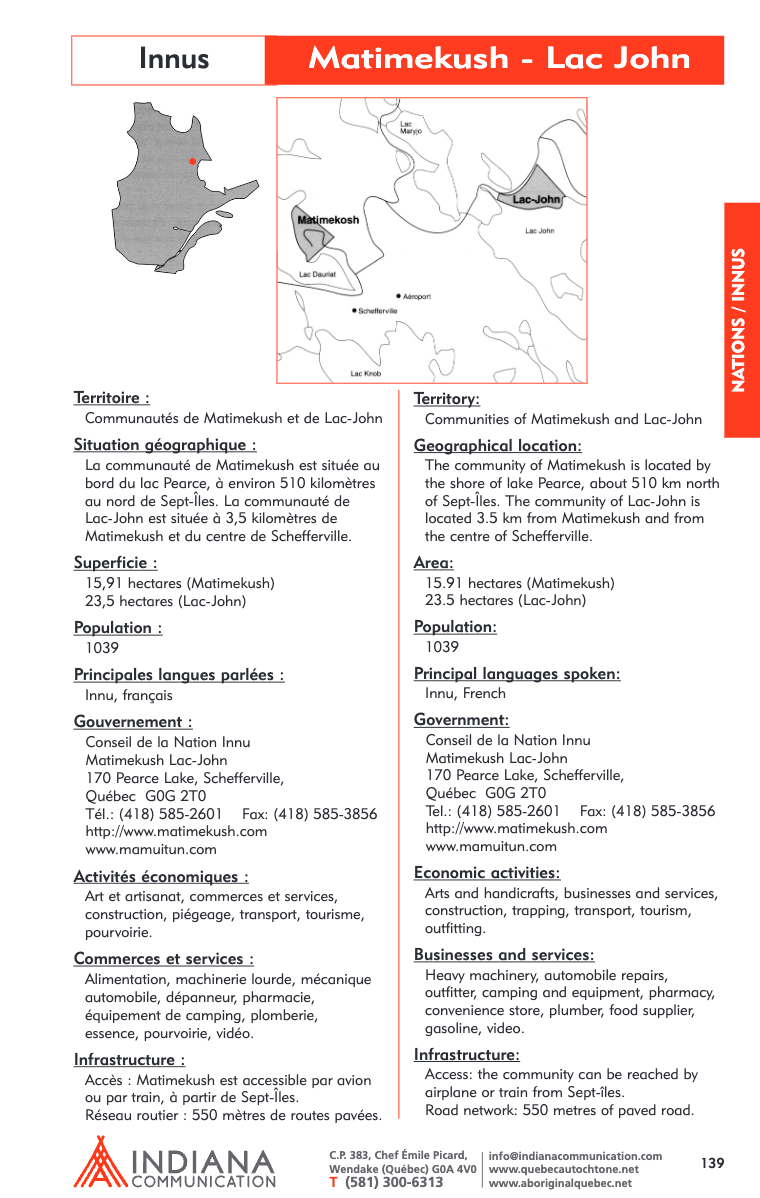 Innus
Matimekush - Lac John
Lac
Maryjo
Lac-John
Matimekosh
Lac John
Lac Dauriat
Aéroport
Schefferville
Lac Knob
NATIONS / INNUS
Territoire :
Communautés de Matimekush et de Lac-John
Situation géographique :
La communauté de Matimekush est située au
bord du lac Pearce, à environ 510 kilomètres
au nord de Sept-Îles. La communauté de
Lac-John est située à 3,5 kilomètres de
Matimekush et du centre de Schefferville.
Superficie :
15,91 hectares (Matimekush)
23,5 hectares (Lac-John)
Population :
1039
Principales langues parlées :
Innu, français
Gouvernement :
Conseil de la Nation Innu
Matimekush Lac-John
170 Pearce Lake, Schefferville,
Québec  G0G 2T0
Tél.: (418) 585-2601    Fax: (418) 585-3856
http://www.matimekush.com
www.mamuitun.com
Activités économiques :
Art et artisanat, commerces et services,
construction, piégeage, transport, tourisme,
pourvoirie.
Commerces et services :
Alimentation, machinerie lourde, mécanique
automobile, dépanneur, pharmacie,
équipement de camping, plomberie,
essence, pourvoirie, vidéo.
Infrastructure :
Accès : Matimekush est accessible par avion
ou par train, à partir de Sept-Îles.
Réseau routier : 550 mètres de routes pavées.
Territory:
Communities of Matimekush and Lac-John
Geographical location:
The community of Matimekush is located by
the shore of lake Pearce, about 510 km north
of Sept-Îles. The community of Lac-John is
located 3.5 km from Matimekush and from
the centre of Schefferville.
Area:
15.91 hectares (Matimekush)
23.5 hectares (Lac-John)
Population:
1039
Principal languages spoken:
Innu, French
Government:
Conseil de la Nation Innu
Matimekush Lac-John
170 Pearce Lake, Schefferville,
Québec  G0G 2T0
Tel.: (418) 585-2601    Fax: (418) 585-3856
http://www.matimekush.com
www.mamuitun.com
Economic activities:
Arts and handicrafts, businesses and services,
construction, trapping, transport, tourism,
outfitting.
Businesses and services:
Heavy machinery, automobile repairs,
outfitter, camping and equipment, pharmacy,
convenience store, plumber, food supplier,
gasoline, video.
Infrastructure:
Access: the community can be reached by
airplane or train from Sept-îles.
Road network: 550 metres of paved road.
INDIANA
COMMUNICATION
C.P. 383, Chef Émile Picard,
Wendake (Québec) G0A 4V0
T (581) 300-6313
info@indianacommunication.com
www.quebecautochtone.net
www.aboriginalquebec.net
139